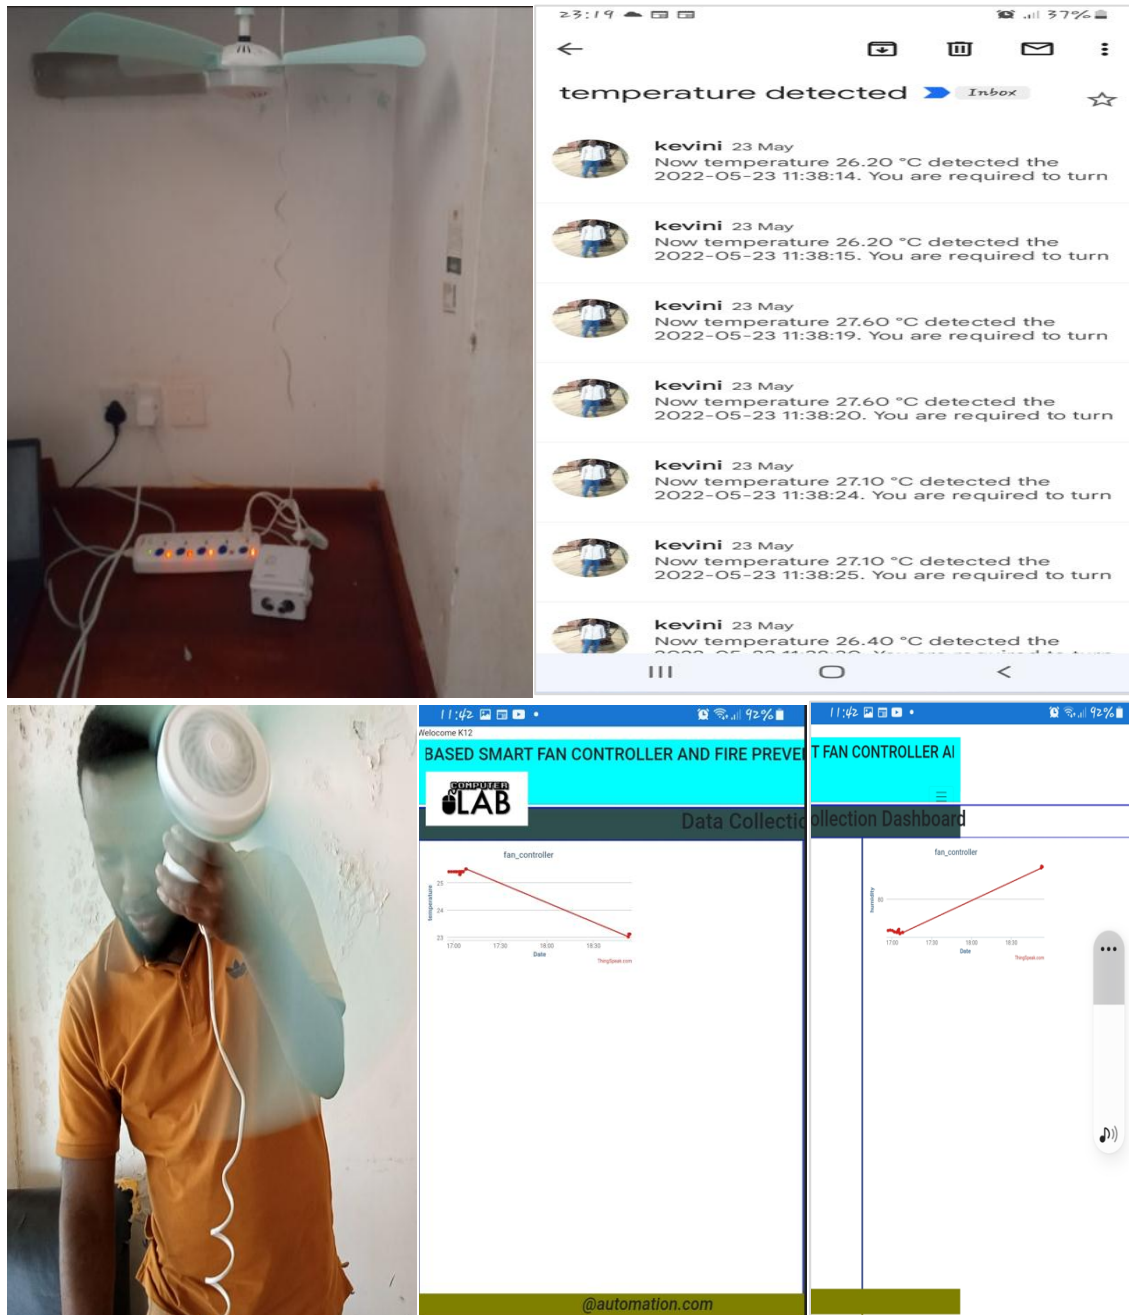 23:19
37%
temperature detected
Inbox
kevini 23 May
Now temperature 26.20 °C detected the
2022-05-23 11:38:14. You are required to turn
kevini 23 May
Now temperature 26.20 °C detected the
2022-05-23 11:38:15. You are required to turn
kevini 23 May
Now temperature 27.60 °C detected the
2022-05-23 11:38:19. You are required to turn
kevini 23 May
Now temperature 27.60 °C detected the
2022-05-23 11:38:20. You are required to turn
kevini 23 May
Now temperature 27.10 °C detected the
2022-05-23 11:38:24. You are required to turn
kevini 23 May
Now temperature 27.10 °C detected the
2022-05-23 11:38:25. You are required to turn
kevini 23 May
Now temperature 26.40 °C detected the
11:42
92%
Welocome K12
BASED SMART FAN CONTROLLER AND FIRE PREVE
COMPUTER
LAB
Data Collectio
fan_controller
temperature
25
24
23
17:00 17:30 18:00 18:30
Date
ThingSpeak.com
@automation.com
11:42
92%
T FAN CONTROLLER AI
ollection Dashboard
fan_controller
humidity
80
17:00 17:30 18:00 18:30
Date
ThingSpeak.com